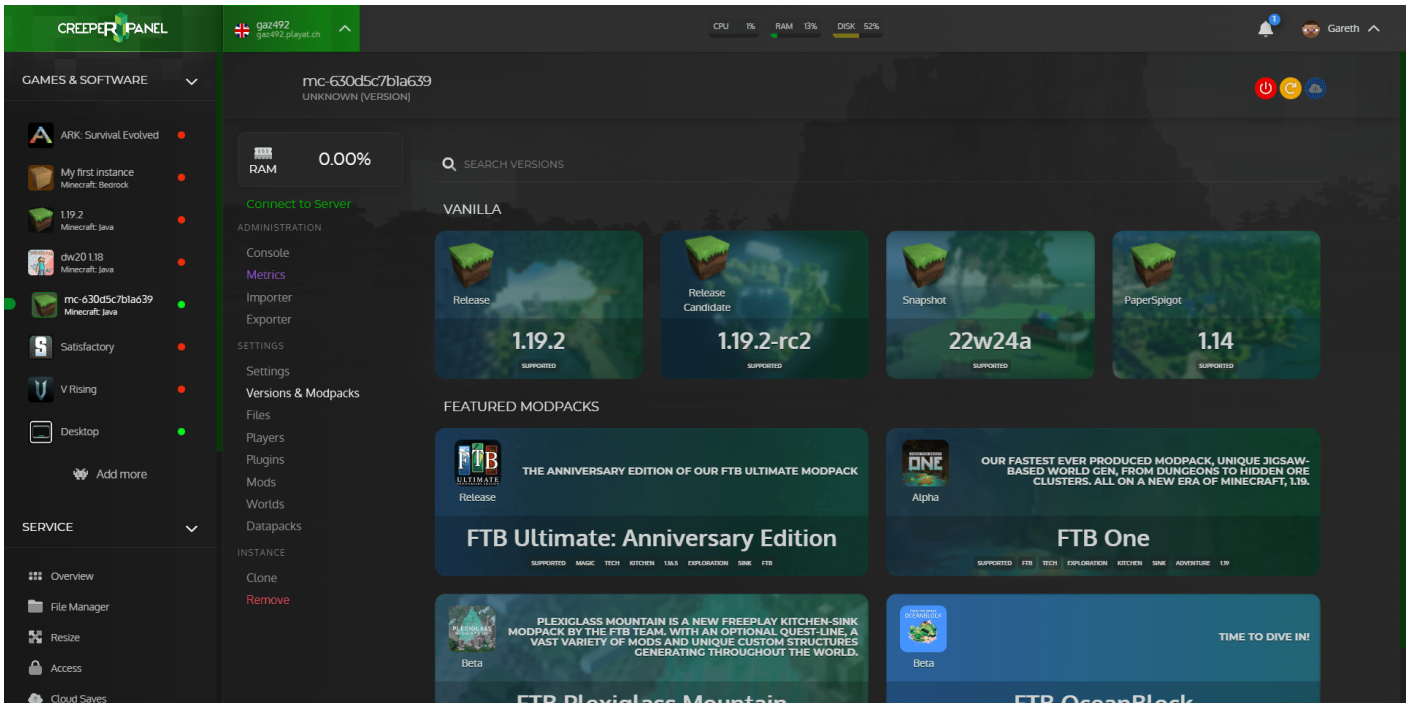 CREEPER PANEL
gaz492
gaz492.playat.ch
CPU 1% RAM 13% DISK 52%
1
Gareth
GAMES & SOFTWARE
ARK: Survival Evolved
My first instance
Minecraft: Bedrock
1.19.2
Minecraft: Java
dw20 1.18
Minecraft: Java
mc-630d5c7b1a639
Minecraft: Java
Satisfactory
V Rising
Desktop
Add more
SERVICE
Overview
File Manager
Resize
Access
Cloud Saves
mc-630d5c7b1a639
UNKNOWN (VERSION)
RAM
0.00%
Connect to Server
ADMINISTRATION
Console
Metrics
Importer
Exporter
SETTINGS
Settings
Versions & Modpacks
Files
Players
Plugins
Mods
Worlds
Datapacks
INSTANCE
Clone
Remove
SEARCH VERSIONS
VANILLA
Release
1.19.2
SUPPORTED
Release
Candidate
1.19.2-rc2
SUPPORTED
Snapshot
22w24a
SUPPORTED
PaperSpigot
1.14
SUPPORTED
FEATURED MODPACKS
FTB
ULTIMATE
Release
THE ANNIVERSARY EDITION OF OUR FTB ULTIMATE MODPACK
FTB Ultimate: Anniversary Edition
SUPPORTED MAGIC TECH KITCHEN 1.16.5 EXPLORATION SINK FTB
ONE
Alpha
OUR FASTEST EVER PRODUCED MODPACK, UNIQUE JIGSAW-
BASED WORLD GEN, FROM DUNGEONS TO HIDDEN ORE
CLUSTERS. ALL ON A NEW ERA OF MINECRAFT, 1.19.
FTB One
SUPPORTED FTB TECH EXPLORATION KITCHEN SINK ADVENTURE 1.19
PLEXIGLASS
MOUNTAIN
Beta
PLEXIGLASS MOUNTAIN IS A NEW FREEPLAY KITCHEN-SINK
MODPACK BY THE FTB TEAM. WITH AN OPTIONAL QUEST-LINE, A
VAST VARIETY OF MODS AND UNIQUE CUSTOM STRUCTURES
GENERATING THROUGHOUT THE WORLD.
FTB Plexiglass Mountain
OCEANBLOCK
Beta
TIME TO DIVE IN!
FTB OceanBlock